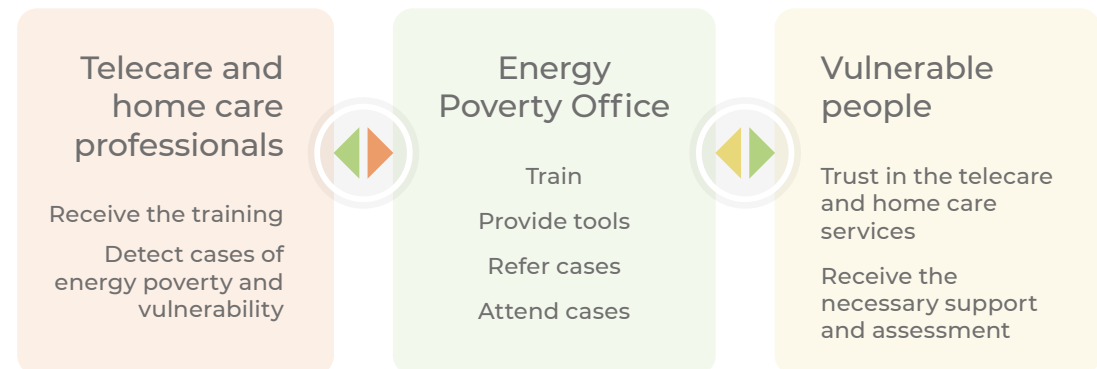 Telecare and
home care
professionals
Receive the training
Detect cases of
energy poverty and
vulnerability
Energy
Poverty Office
Train
Provide tools
Refer cases
Attend cases
Vulnerable
people
Trust in the telecare
and home care
services
Receive the
necessary support
and assessment